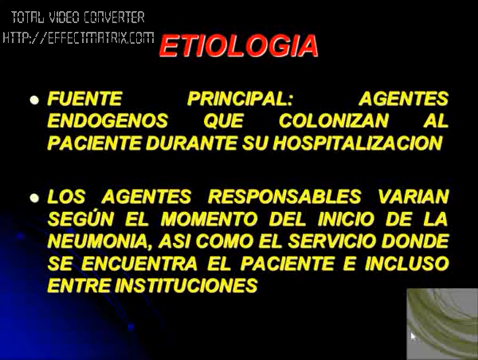 TOTAL VIDEO CONVERTER
HTTP://EFFECTMATRIX.COM
ETIOLOGIA
FUENTE PRINCIPAL: AGENTES
ENDOGENOS QUE COLONIZAN AL
PACIENTE DURANTE SU HOSPITALIZACION
LOS AGENTES RESPONSABLES VARIAN
SEGÚN EL MOMENTO DEL INICIO DE LA
NEUMONIA, ASI COMO EL SERVICIO DONDE
SE ENCUENTRA EL PACIENTE E INCLUSO
ENTRE INSTITUCIONES